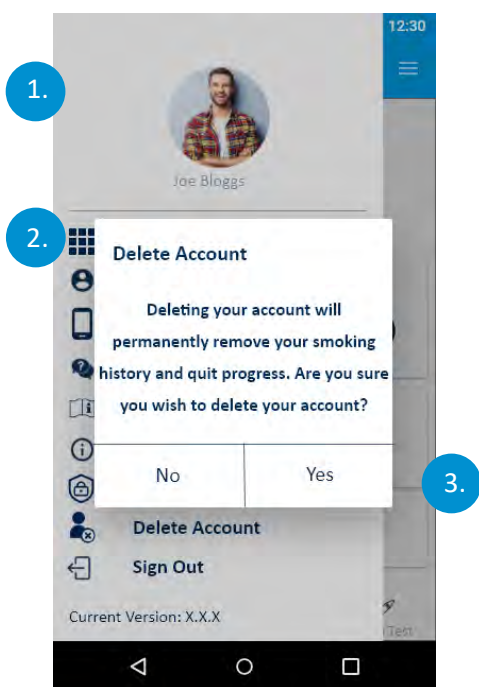 12:30
1.
Joe Bloggs
2.
Delete Account
Deleting your account will
permanently remove your smoking
history and quit progress. Are you sure
you wish to delete your account?
No
Yes
3.
Delete Account
Sign Out
Current Version: X.X.X
Test